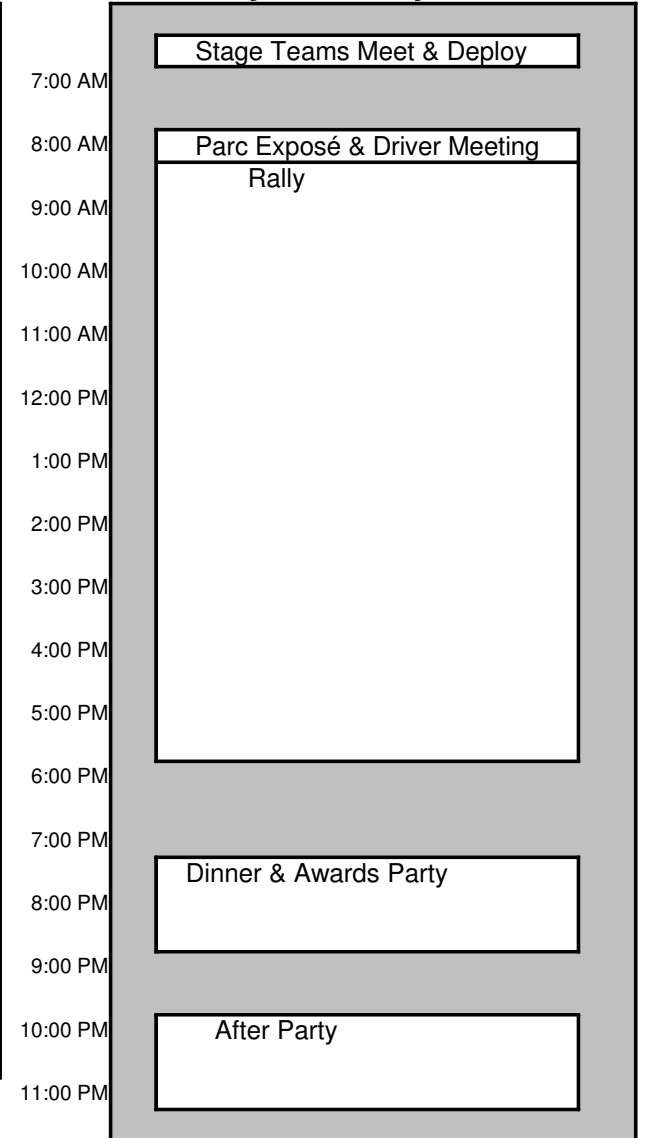 Stage Teams Meet & Deploy
7:00 AM
8:00 AM Parc Exposé & Driver Meeting
Rally
9:00 AM
10:00 AM
11:00 AM
12:00 PM
1:00 PM
2:00 PM
3:00 PM
4:00 PM
5:00 PM
6:00 PM
7:00 PM
Dinner & Awards Party
8:00 PM
9:00 PM
10:00 PM After Party
11:00 PM